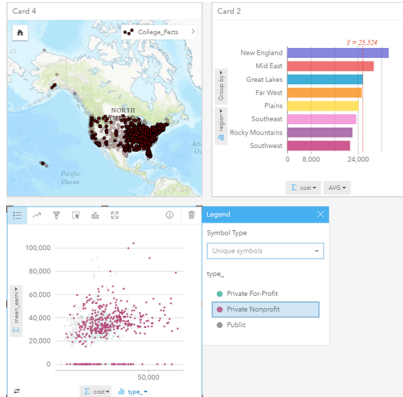 Card 4
College_Facts
NORTH
Pacific
Ocean
Card 2
x̄ = 25,524
New England
Mid East
Great Lakes
Far West
Plains
Southeast
Rocky Mountains
Southwest
Group by
region
0 8,000 24,000
Σ cost AVG
100,000
80,000
60,000
40,000
20,000
0
50,000
Σ mean_earni
Σ cost type_
Legend
Symbol Type
Unique symbols
type_
Private For-Profit
Private Nonprofit
Public